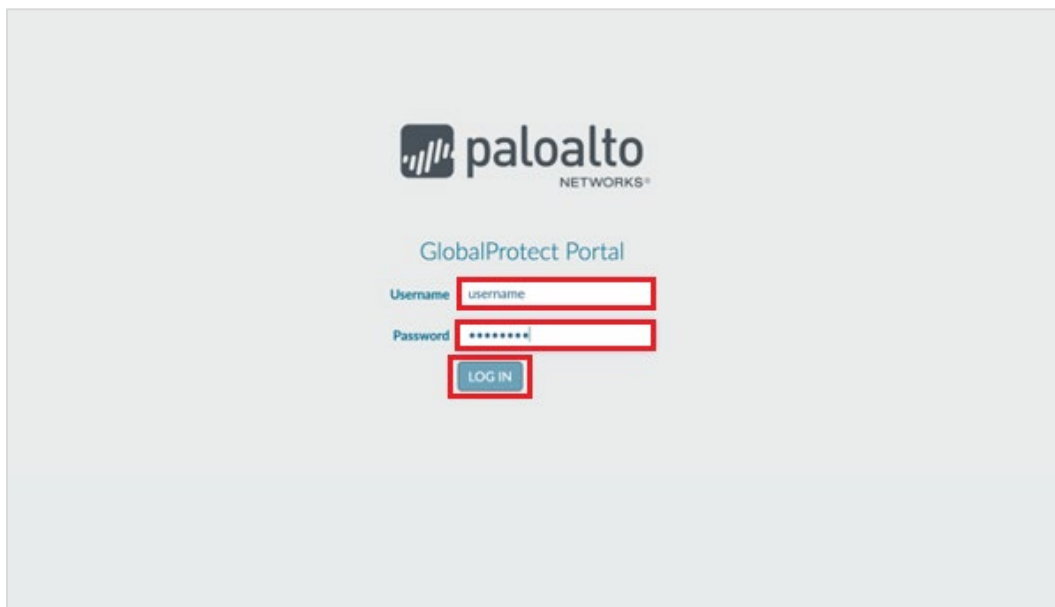 paloalto
NETWORKS®
GlobalProtect Portal
Username username
Password ••••••••
LOG IN